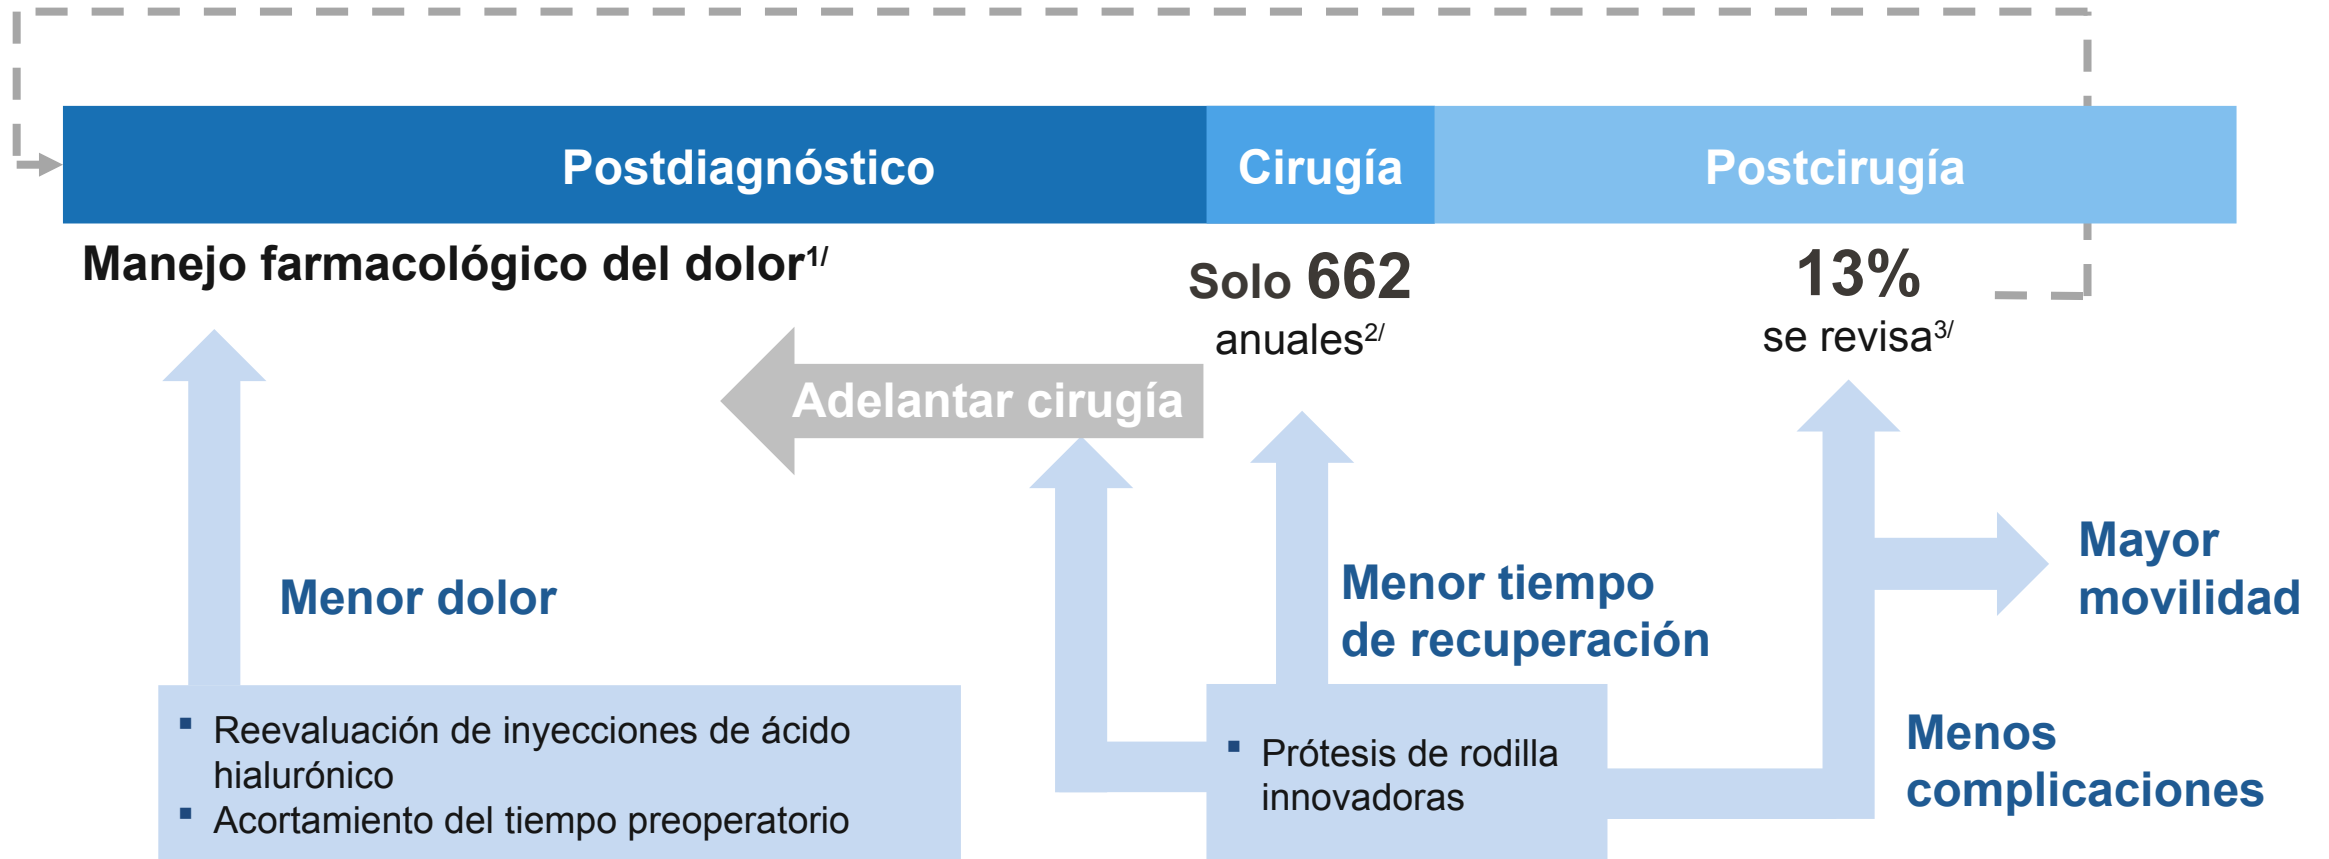 Postdiagnóstico
Cirugía
Postcirugía
Manejo farmacológico del dolor1/
Solo 662
anuales2/
13%
se revisa3/
Adelantar cirugía
Menor dolor
Menor tiempo
de recuperación
Mayor
movilidad
Menos
complicaciones
▪ Reevaluación de inyecciones de ácido
hialurónico
▪ Acortamiento del tiempo preoperatorio
▪ Prótesis de rodilla
innovadoras